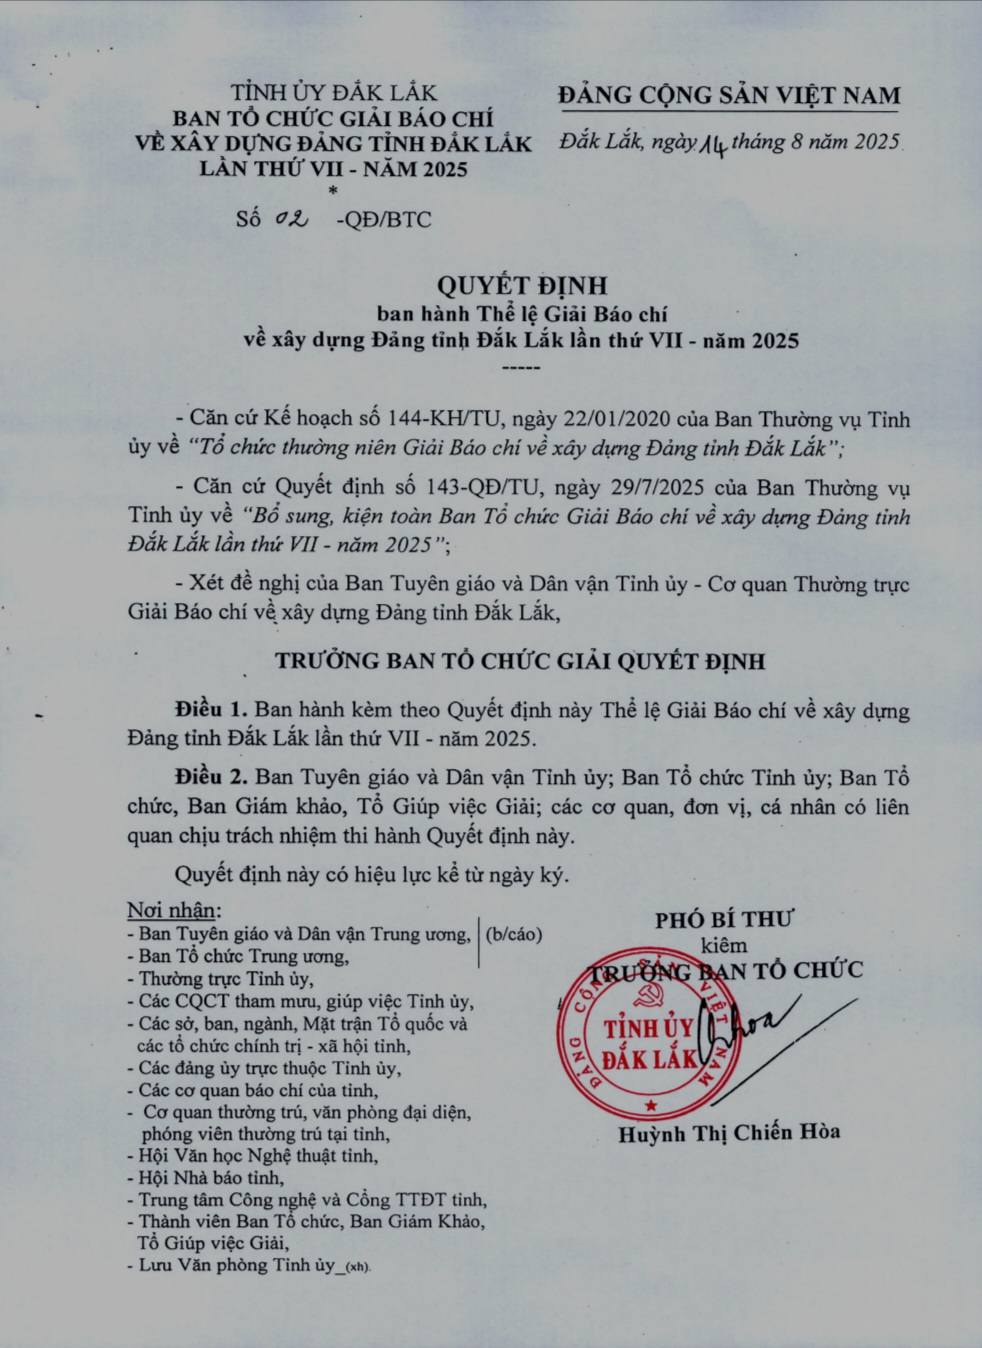 TỈNH ỦY ĐẮK LẮK
BAN TỔ CHỨC GIẢI BÁO CHÍ
VỀ XÂY DỰNG ĐẢNG TỈNH ĐẮK LẮK
LẦN THỨ VII - NĂM 2025
*
Số 02 -QĐ/BTC
ĐẢNG CỘNG SẢN VIỆT NAM
Đắk Lắk, ngày 14 tháng 8 năm 2025
QUYẾT ĐỊNH
ban hành Thể lệ Giải Báo chí
về xây dựng Đảng tỉnh Đắk Lắk lần thứ VII - năm 2025
-----
- Căn cứ Kế hoạch số 144-KH/TU, ngày 22/01/2020 của Ban Thường vụ Tỉnh
ủy về “Tổ chức thường niên Giải Báo chí về xây dựng Đảng tỉnh Đắk Lắk”;
- Căn cứ Quyết định số 143-QĐ/TU, ngày 29/7/2025 của Ban Thường vụ
Tỉnh ủy về “Bổ sung, kiện toàn Ban Tổ chức Giải Báo chí về xây dựng Đảng tỉnh
Đắk Lắk lần thứ VII - năm 2025”;
- Xét đề nghị của Ban Tuyên giáo và Dân vận Tỉnh ủy - Cơ quan Thường trực
Giải Báo chí về xây dựng Đảng tỉnh Đắk Lắk,
TRƯỞNG BAN TỔ CHỨC GIẢI QUYẾT ĐỊNH
Điều 1. Ban hành kèm theo Quyết định này Thể lệ Giải Báo chí về xây dựng
Đảng tỉnh Đắk Lắk lần thứ VII - năm 2025.
Điều 2. Ban Tuyên giáo và Dân vận Tỉnh ủy; Ban Tổ chức Tỉnh ủy; Ban Tổ
chức, Ban Giám khảo, Tổ Giúp việc Giải; các cơ quan, đơn vị, cá nhân có liên
quan chịu trách nhiệm thi hành Quyết định này.
Quyết định này có hiệu lực kể từ ngày ký.
Nơi nhận:
- Ban Tuyên giáo và Dân vận Trung ương, (b/cáo)
- Ban Tổ chức Trung ương,
- Thường trực Tỉnh ủy,
- Các CQCT tham mưu, giúp việc Tỉnh ủy,
- Các sở, ban, ngành, Mặt trận Tổ quốc và
các tổ chức chính trị - xã hội tỉnh,
- Các đảng ủy trực thuộc Tỉnh ủy,
- Các cơ quan báo chí của tỉnh,
- Cơ quan thường trú, văn phòng đại diện,
phóng viên thường trú tại tỉnh,
- Hội Văn học Nghệ thuật tỉnh,
- Hội Nhà báo tỉnh,
- Trung tâm Công nghệ và Cổng TTĐT tỉnh,
- Thành viên Ban Tổ chức, Ban Giám Khảo,
Tổ Giúp việc Giải,
- Lưu Văn phòng Tỉnh ủy_(xh).
PHÓ BÍ THƯ
kiêm
TRƯỞNG BAN TỔ CHỨC
ĐẢNG CỘNG SẢN VIỆT NAM
TỈNH ỦY
ĐẮK LẮK
Hoa
Huỳnh Thị Chiến Hòa